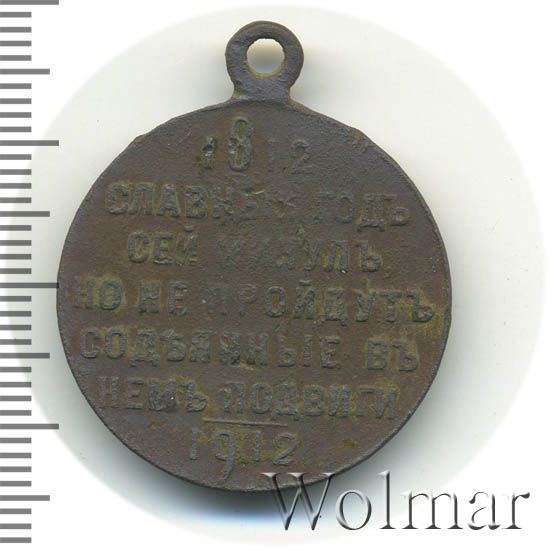 1812
СЛАВНЫЙ ГОДЪ
СЕЙ МИНУЛЪ
НО НЕ ПРОЙДУТЪ
СОДѢЯННЫЕ ВЪ
НЕМЪ ПОДВИГИ
1912
Wolmar